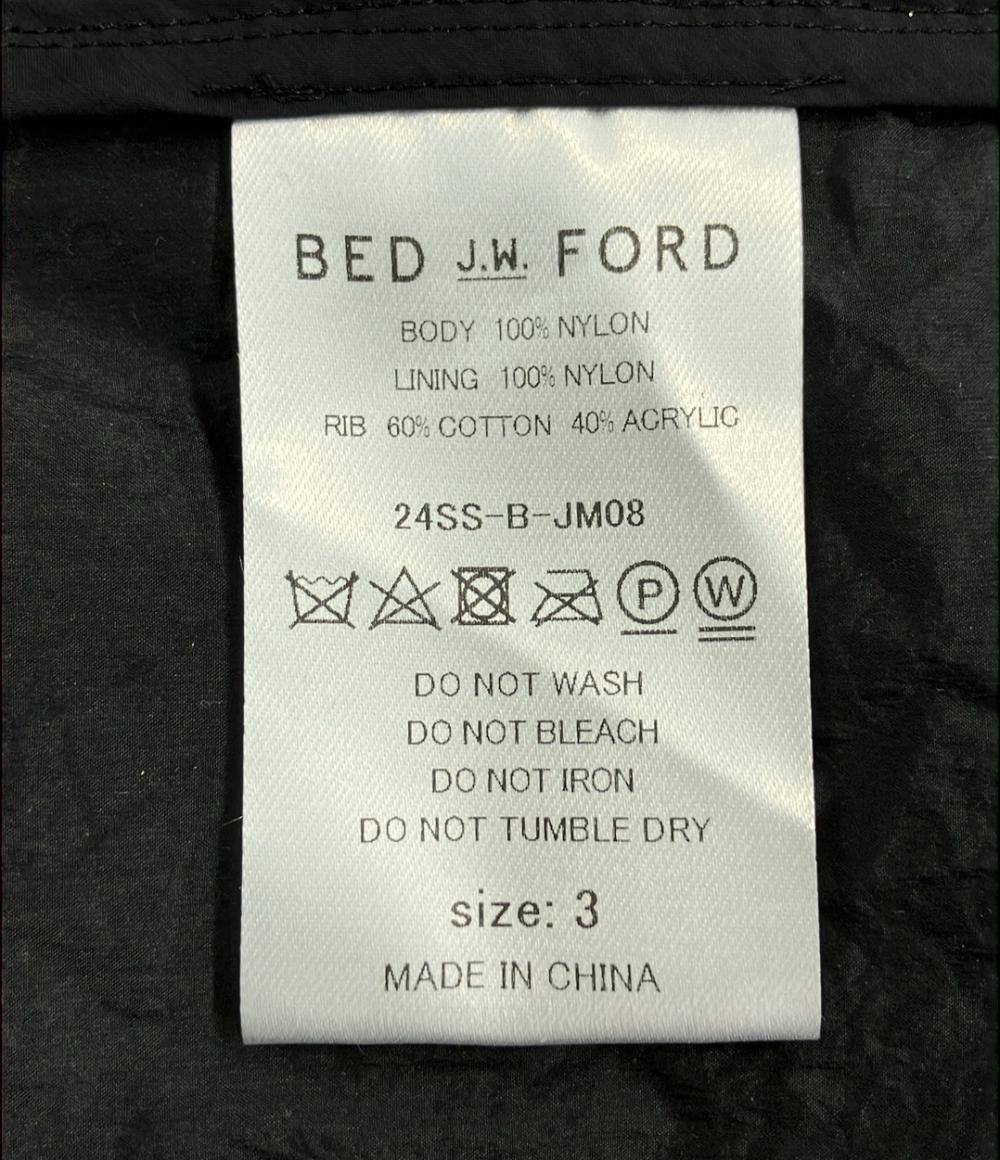 BED J.W. FORD
BODY 100% NYLON
LINING 100% NYLON
RIB 60% COTTON 40% ACRYLIC
24SS-B-JM08
P W
DO NOT WASH
DO NOT BLEACH
DO NOT IRON
DO NOT TUMBLE DRY
size: 3
MADE IN CHINA